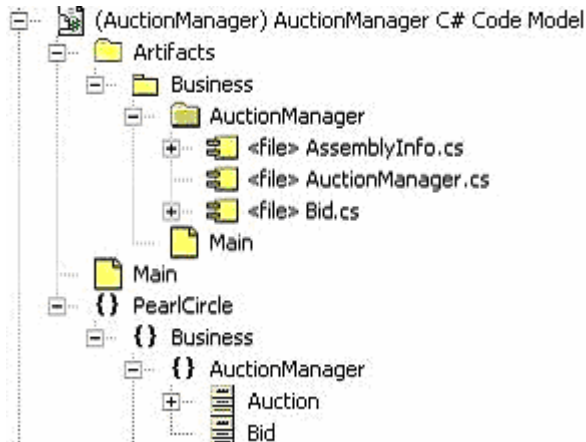 (AuctionManager) AuctionManager C# Code Model
Artifacts
Business
AuctionManager
«file» AssemblyInfo.cs
«file» AuctionManager.cs
«file» Bid.cs
Main
Main
{} PearlCircle
{} Business
{} AuctionManager
Auction
Bid